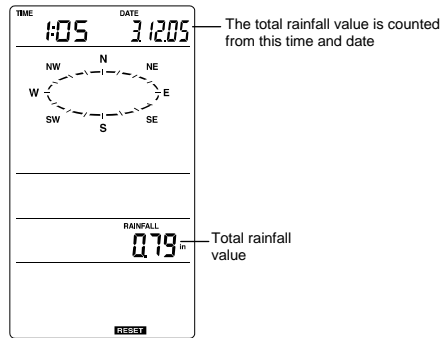 TIME DATE
1:05 3.12.05
The total rainfall value is counted
from this time and date
N
NW NE
W E
SW SE
S
RAINFALL
0.79 in
Total rainfall
value
RESET